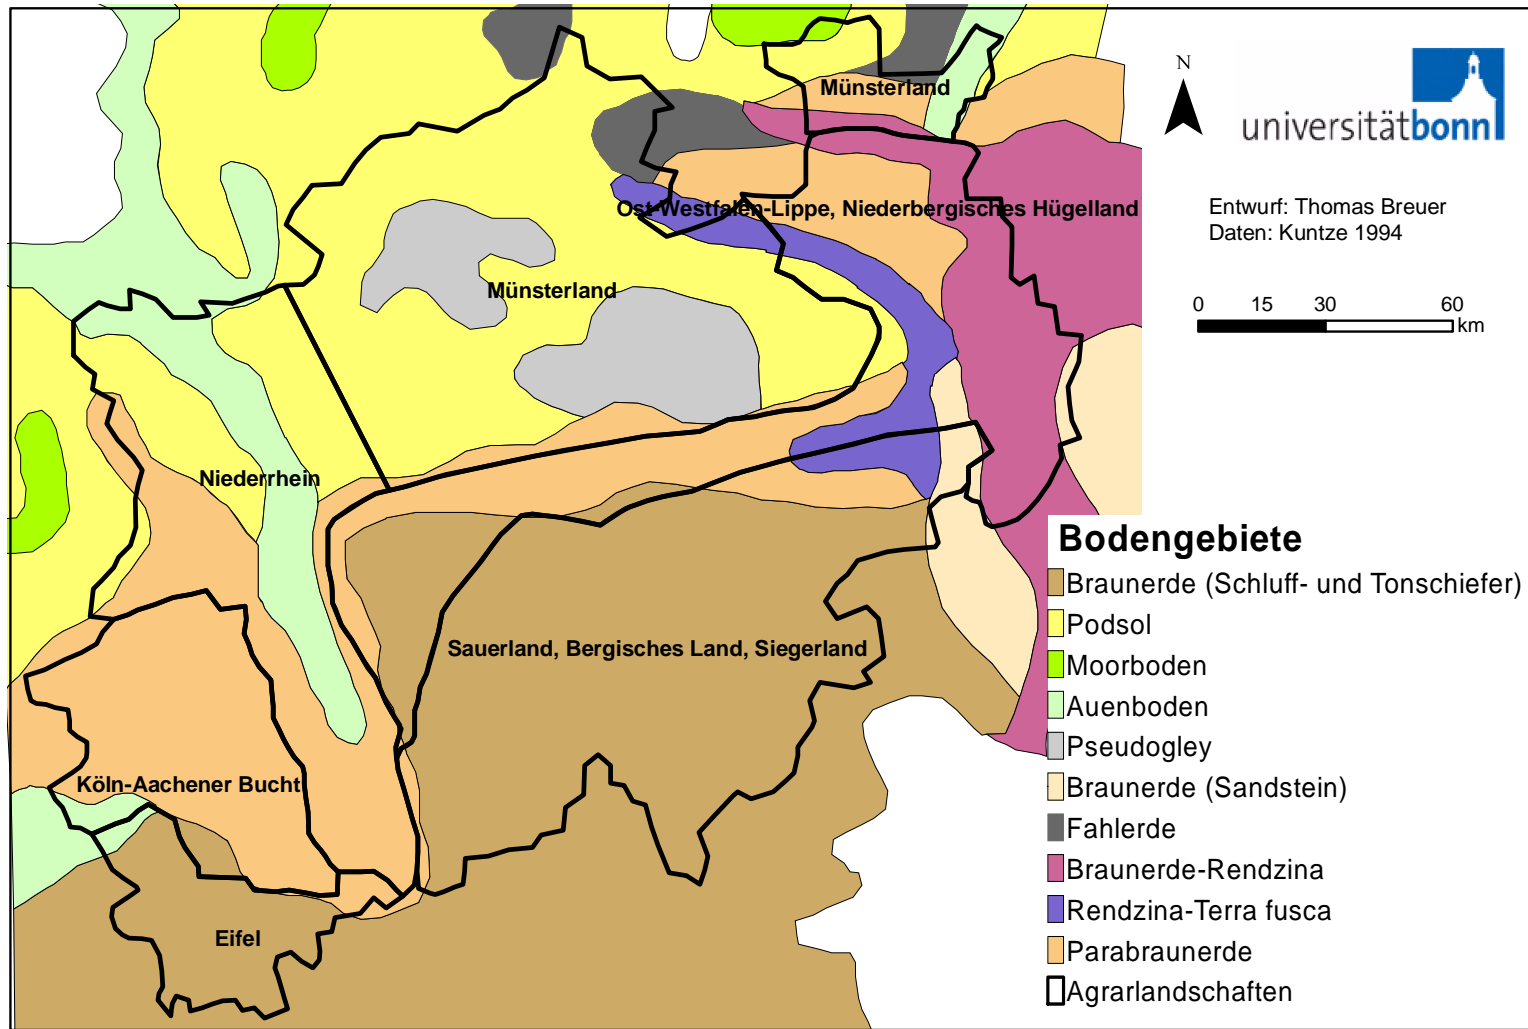 N
universitätbonn
Entwurf: Thomas Breuer
Daten: Kuntze 1994
0 15 30 60
km
Münsterland
Ost-Westfalen-Lippe, Niederbergisches Hügelland
Münsterland
Niederrhein
Sauerland, Bergisches Land, Siegerland
Köln-Aachener Bucht
Eifel
Bodengebiete
Braunerde (Schluff- und Tonschiefer)
Podsol
Moorboden
Auenboden
Pseudogley
Braunerde (Sandstein)
Fahlerde
Braunerde-Rendzina
Rendzina-Terra fusca
Parabraunerde
Agrarlandschaften